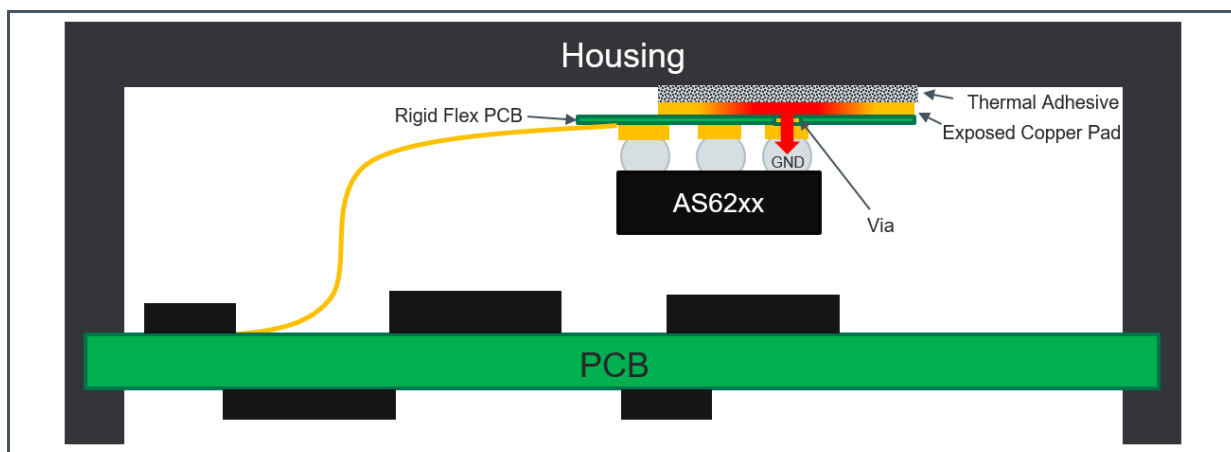 Housing
Thermal Adhesive
Rigid Flex PCB
Exposed Copper Pad
GND
AS62xx
Via
PCB